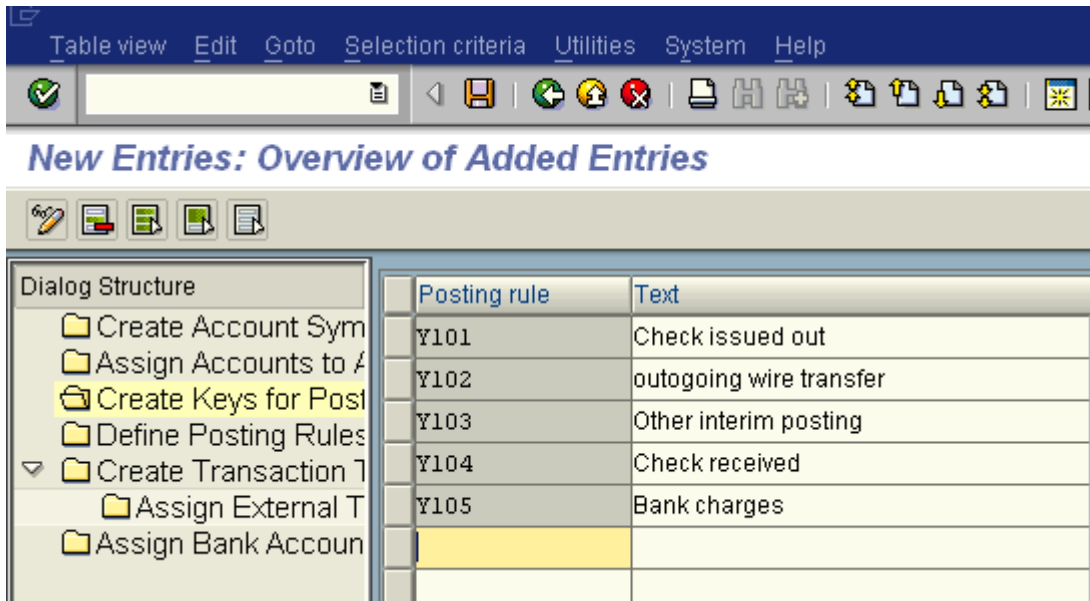 Table view Edit Goto Selection criteria Utilities System Help
New Entries: Overview of Added Entries
Dialog Structure
Create Account Sym
Assign Accounts to A
Create Keys for Post
Define Posting Rules
Create Transaction T
Assign External T
Assign Bank Accoun
Posting rule Text
Y101 Check issued out
Y102 outogoing wire transfer
Y103 Other interim posting
Y104 Check received
Y105 Bank charges